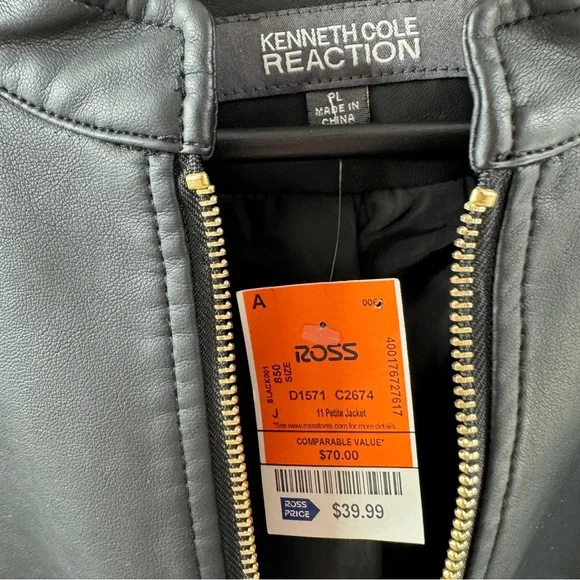 KENNETH COLE
REACTION
PL
MADE IN
CHINA
A
ROSS
400176727617
BLACK001
850
SIZE
D1571 C2674
J 11 Petite Jacket
*See www.rossstores.com for more details
COMPARABLE VALUE*
$70.00
ROSS
PRICE
$39.99